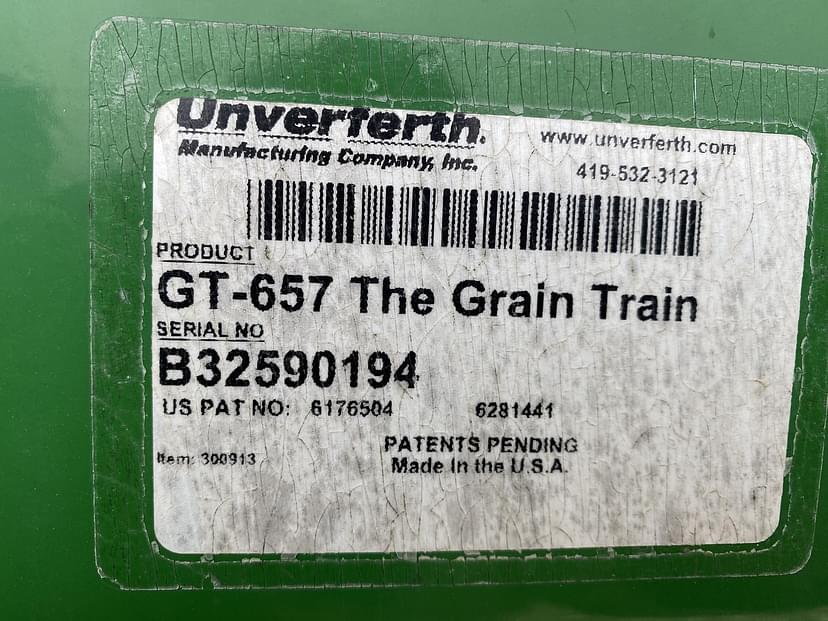 Unverferth.
Manufacturing Company, Inc.
www.unverferth.com
419-532-3121
PRODUCT
GT-657 The Grain Train
SERIAL NO
B32590194
US PAT NO: 6176504 6281441
PATENTS PENDING
Item: 300913
Made In the U.S.A.